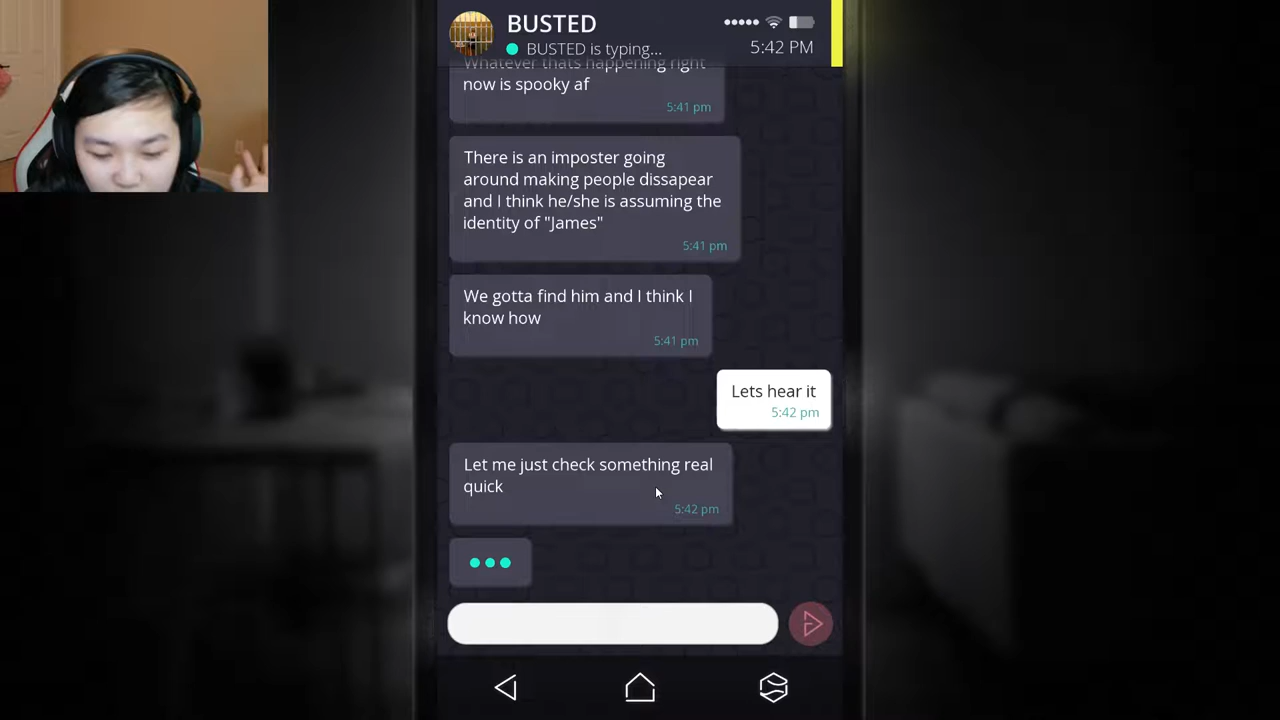 BUSTED
BUSTED is typing...
5:42 PM
Whatever thats happening right
now is spooky af
5:41 pm
There is an imposter going
around making people dissapear
and I think he/she is assuming the
identity of "James"
5:41 pm
We gotta find him and I think I
know how
5:41 pm
Lets hear it
5:42 pm
Let me just check something real
quick
5:42 pm